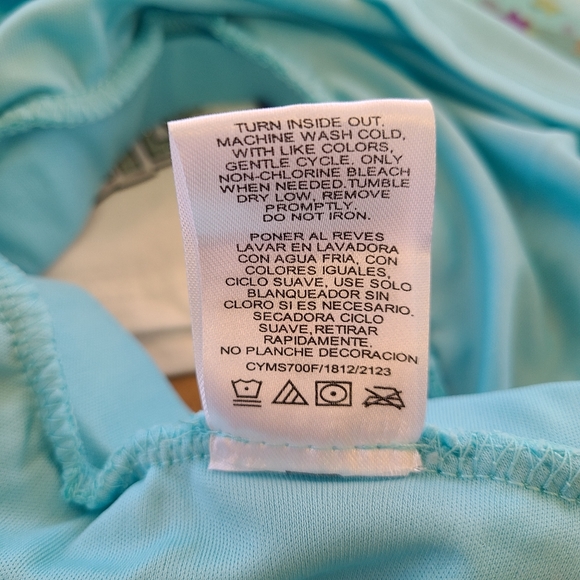 TURN INSIDE OUT,
MACHINE WASH COLD,
WITH LIKE COLORS,
GENTLE CYCLE, ONLY
NON-CHLORINE BLEACH
WHEN NEEDED.TUMBLE
DRY LOW, REMOVE
PROMPTLY.
DO NOT IRON.
PONER AL REVES
LAVAR EN LAVADORA
CON AGUA FRIA, CON
COLORES IGUALES,
CICLO SUAVE, USE SOLO
BLANQUEADOR SIN
CLORO SI ES NECESARIO.
SECADORA CICLO
SUAVE,RETIRAR
RAPIDAMENTE,
NO PLANCHE DECORACION
CYMS700F/1812/2123